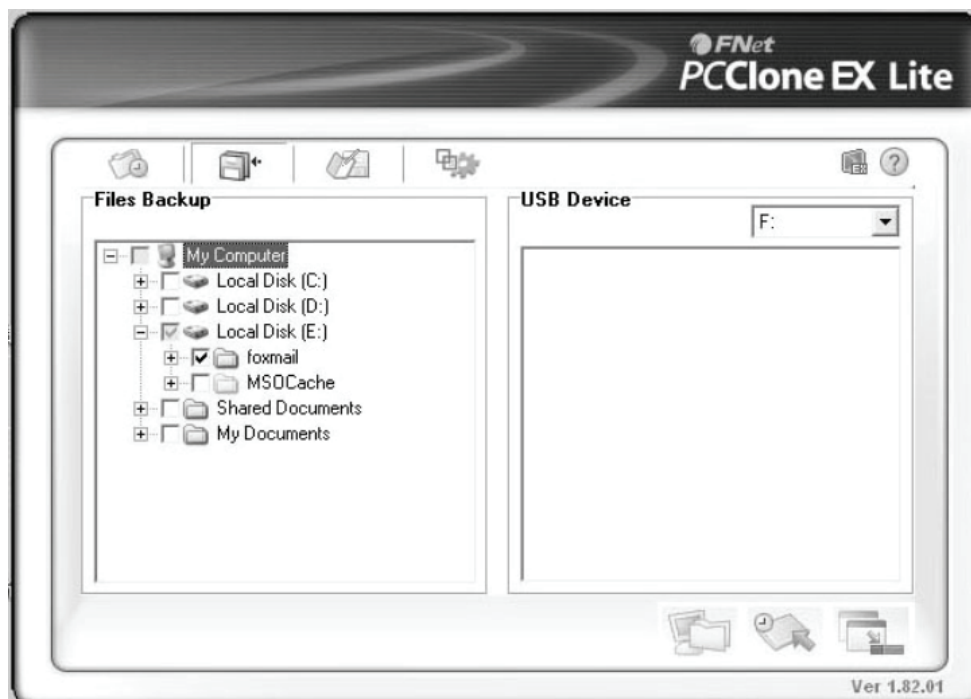 FNet
PCClone EX Lite
Files Backup
USB Device
F:
My Computer
Local Disk (C:)
Local Disk (D:)
Local Disk (E:)
foxmail
MSOCache
Shared Documents
My Documents
EX
?
Ver 1.82.01